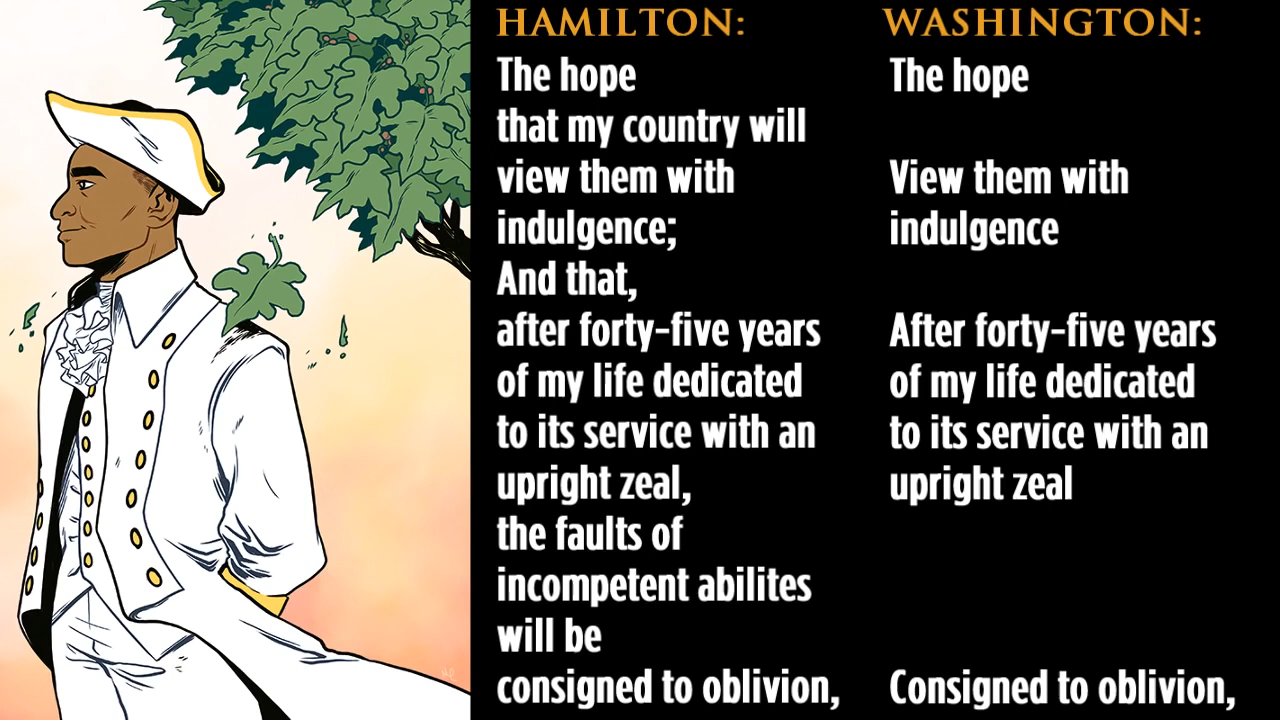 HAMILTON:
The hope
that my country will
view them with
indulgence;
And that,
after forty-five years
of my life dedicated
to its service with an
upright zeal,
the faults of
incompetent abilites
will be
consigned to oblivion,
WASHINGTON:
The hope
View them with
indulgence
After forty-five years
of my life dedicated
to its service with an
upright zeal
Consigned to oblivion,